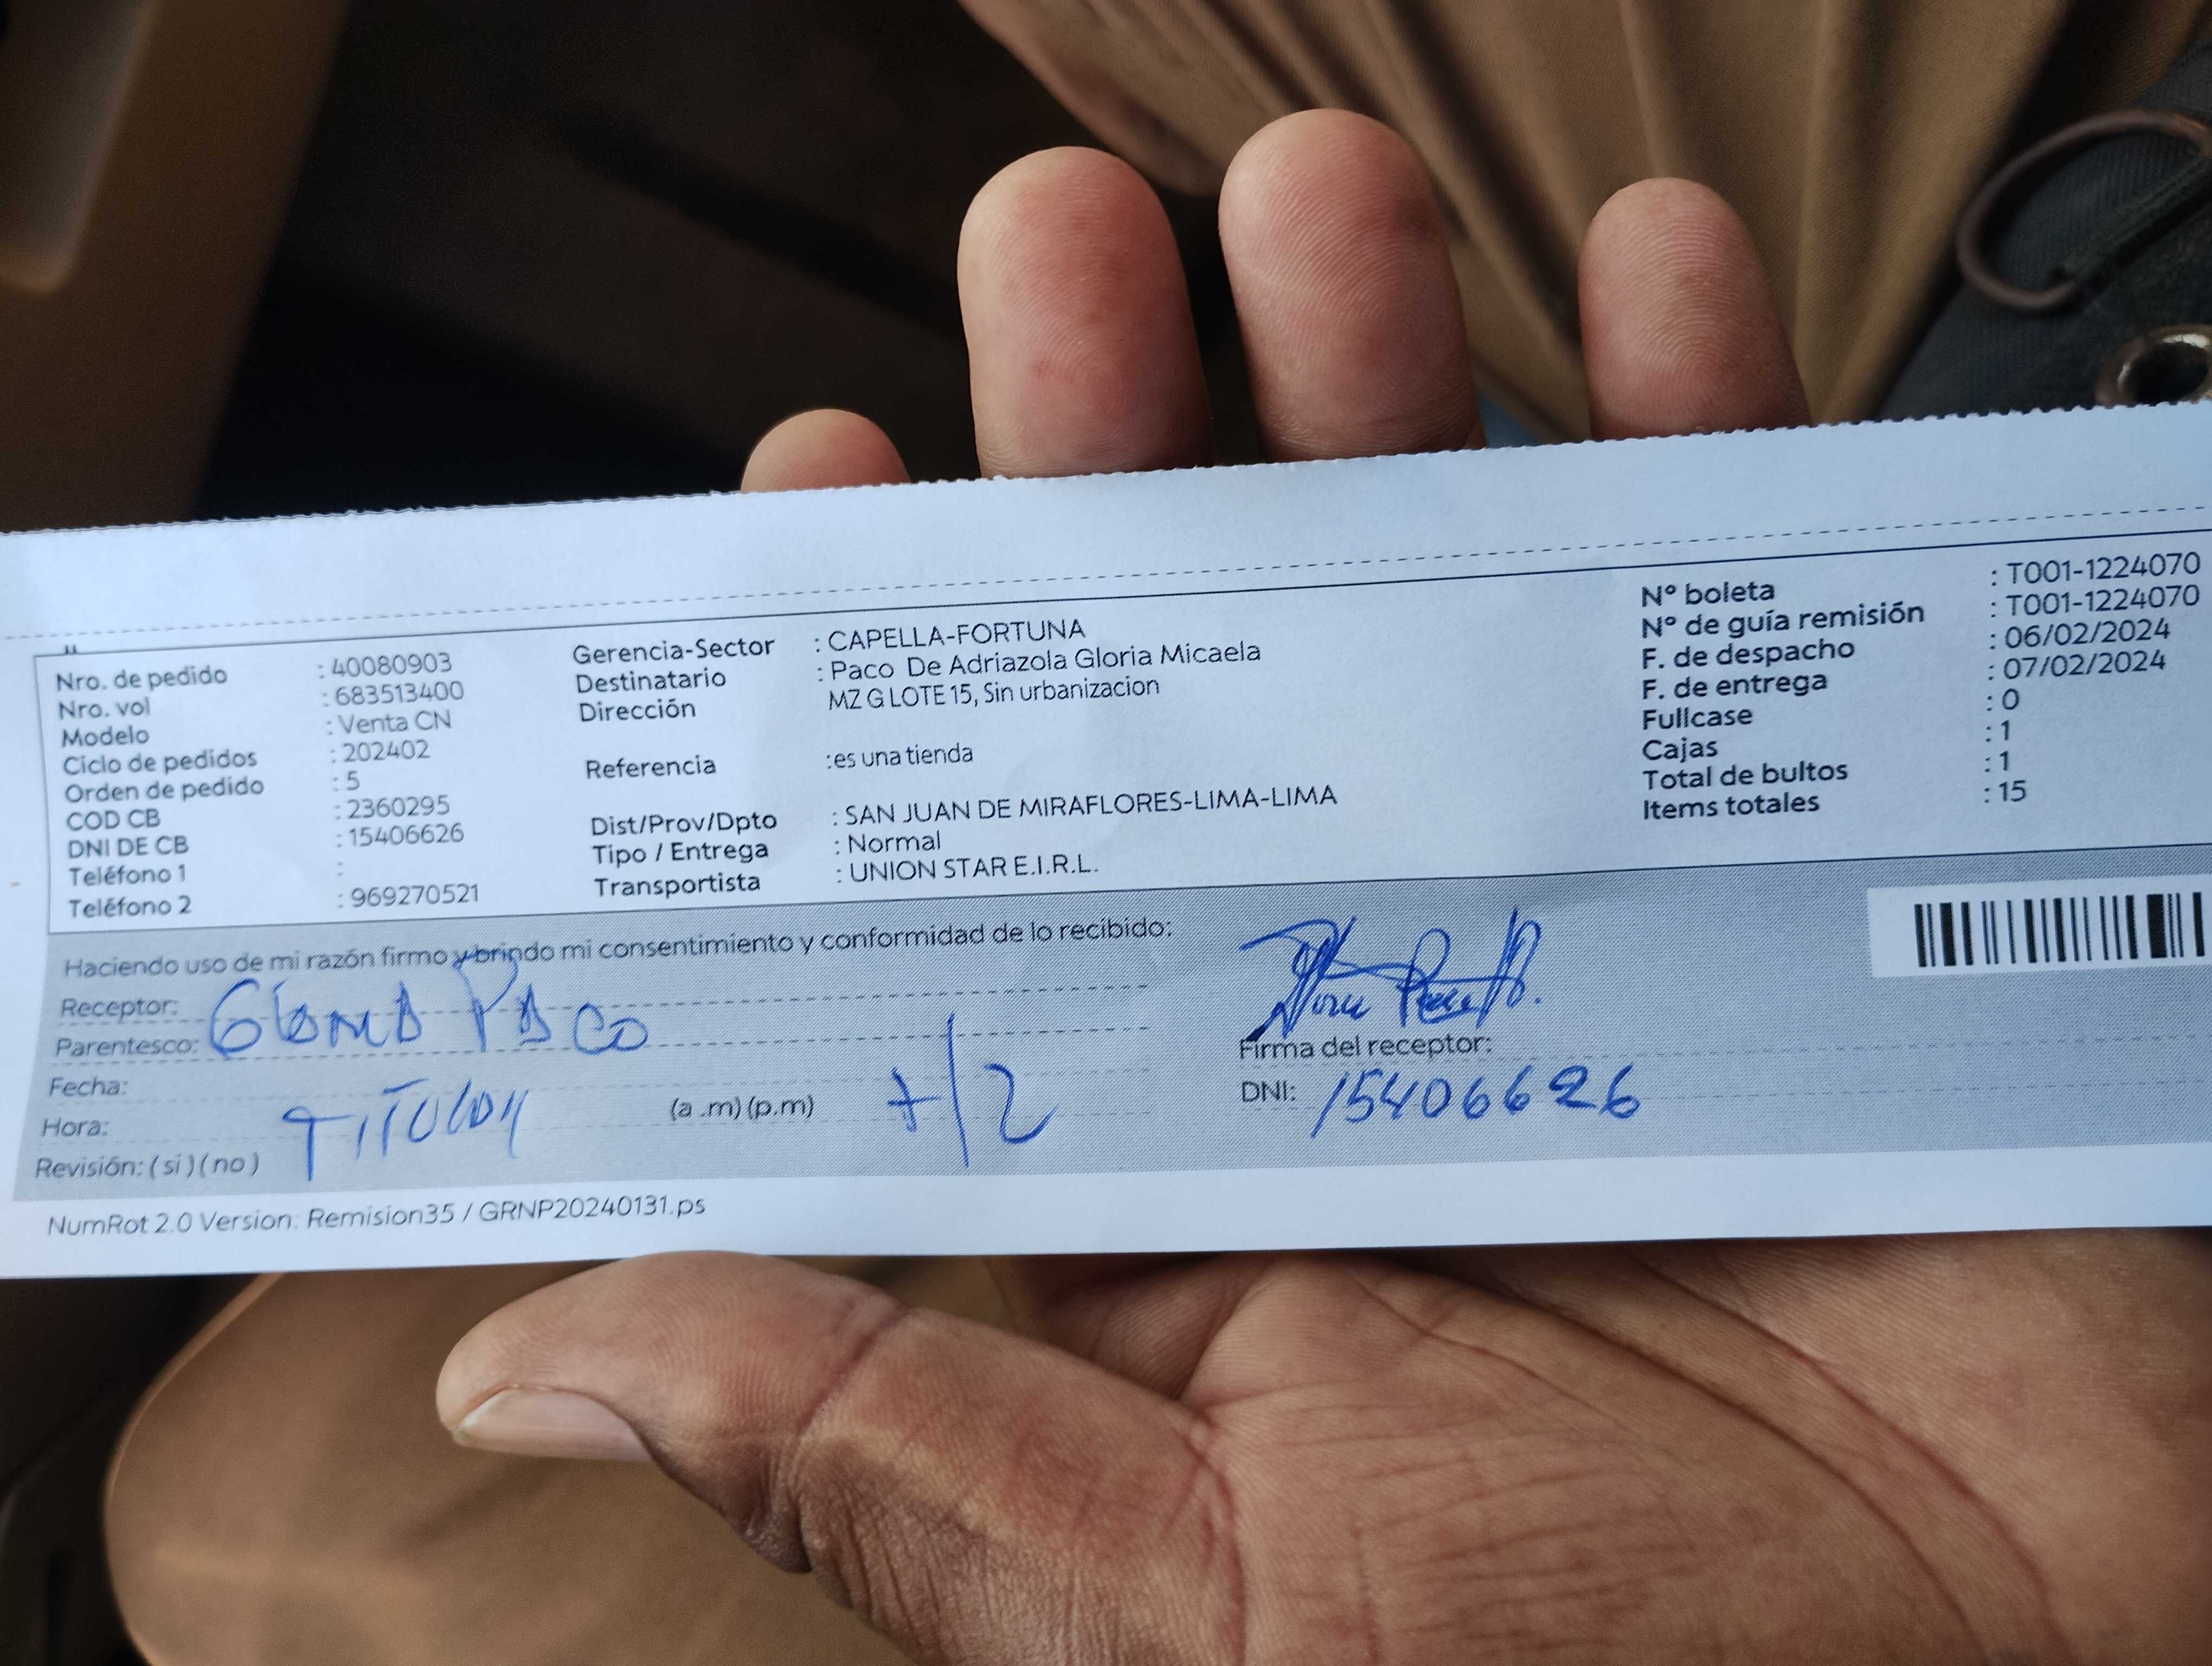 Nro. de pedido : 40080903
Nro. vol : 683513400
Modelo : Venta CN
Ciclo de pedidos : 202402
Orden de pedido : 5
COD CB : 2360295
DNI DE CB : 15406626
Teléfono 1 :
Teléfono 2 : 969270521
Gerencia-Sector : CAPELLA-FORTUNA
Destinatario : Paco De Adriazola Gloria Micaela
Dirección MZ G LOTE 15, Sin urbanizacion
Referencia :es una tienda
Dist/Prov/Dpto : SAN JUAN DE MIRAFLORES-LIMA-LIMA
Tipo / Entrega : Normal
Transportista : UNION STAR E.I.R.L.
N° boleta : T001-1224070
N° de guía remisión : T001-1224070
F. de despacho : 06/02/2024
F. de entrega : 07/02/2024
Fullcase : 0
Cajas : 1
Total de bultos : 1
Items totales : 15
Haciendo uso de mi razón firmo y brindo mi consentimiento y conformidad de lo recibido:
Receptor: Gloria Paco
Parentesco:
Fecha:
Hora: TITULAR (a .m) (p.m) 7/2
Revisión: ( si ) ( no )
Firma del receptor:
DNI: 15406626
NumRot 2.0 Version: Remision35 / GRNP20240131.ps